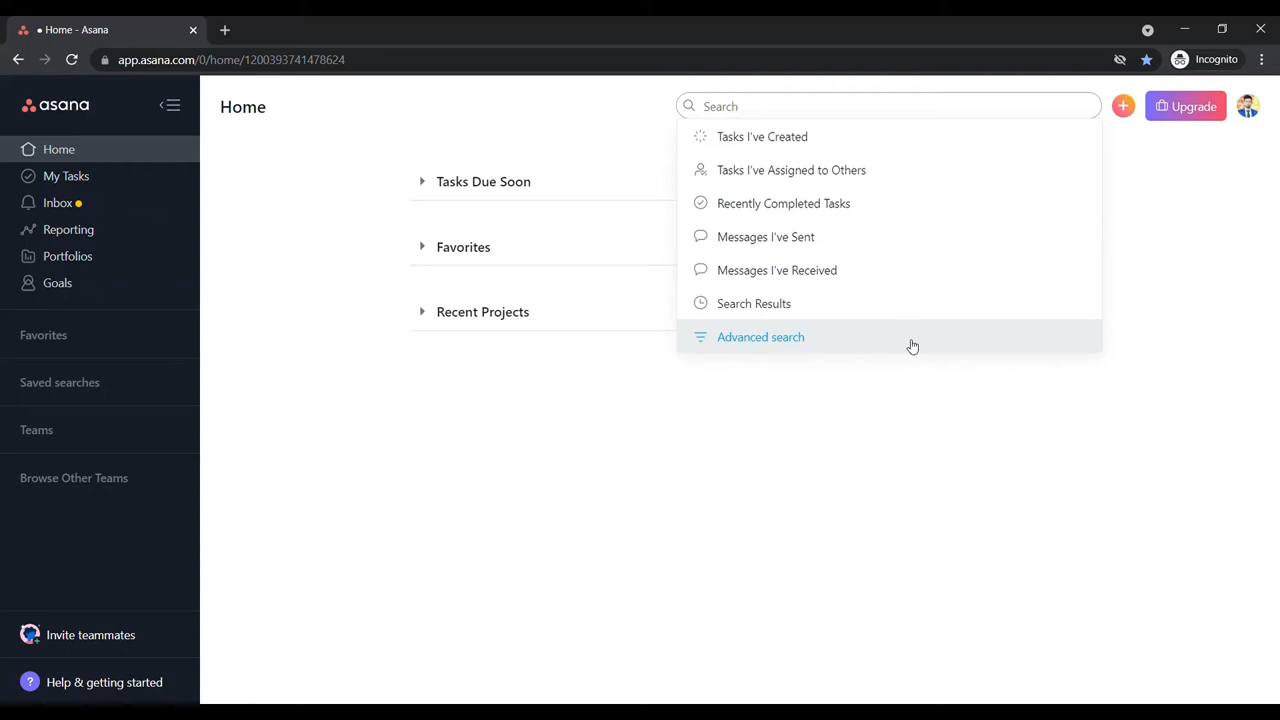 Home - Asana
app.asana.com/0/home/1200393741478624
Incognito
asana
Home
My Tasks
Inbox
Reporting
Portfolios
Goals
Favorites
Saved searches
Teams
Browse Other Teams
Invite teammates
? Help & getting started
Home
Search
Upgrade
Tasks I've Created
Tasks I've Assigned to Others
Recently Completed Tasks
Messages I've Sent
Messages I've Received
Search Results
Advanced search
Tasks Due Soon
Favorites
Recent Projects